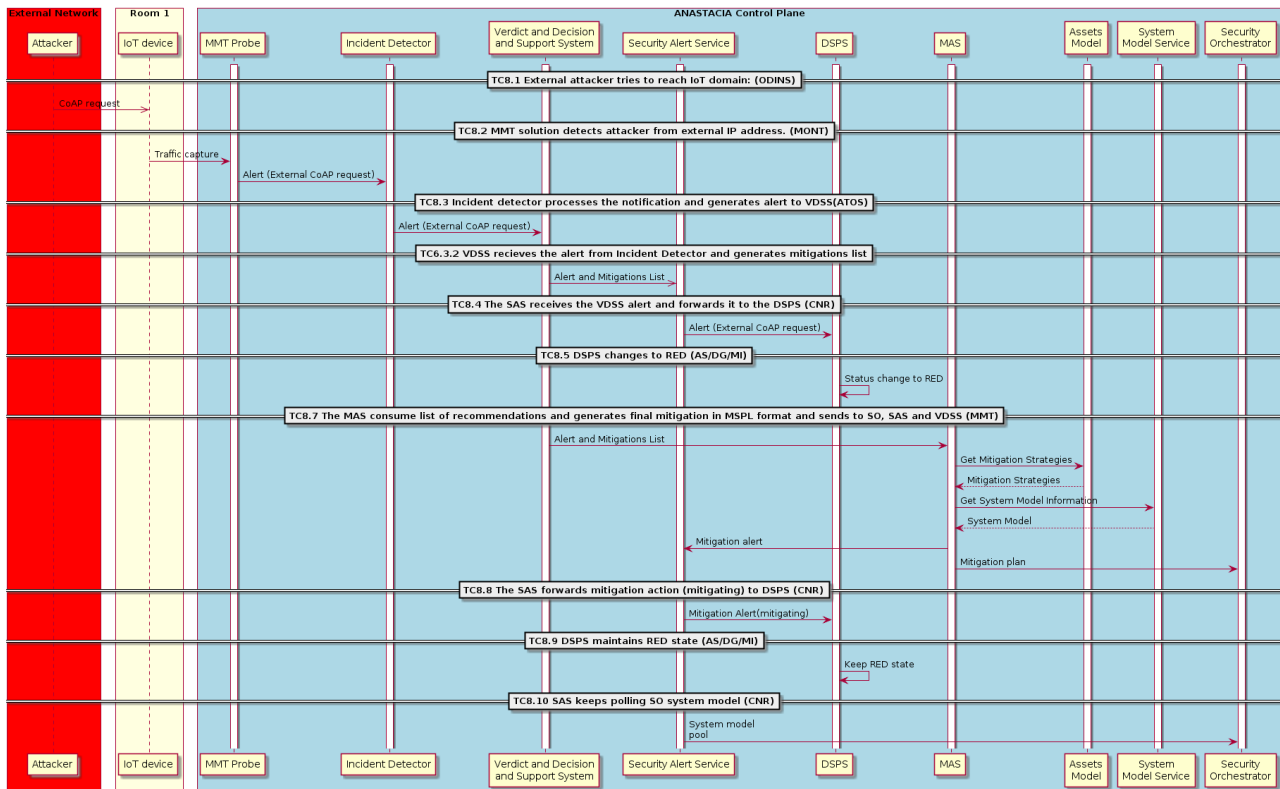 External Network
Room 1
ANASTACIA Control Plane
Attacker
IoT device
MMT Probe
Incident Detector
Verdict and Decision
and Support System
Security Alert Service
DSPS
MAS
Assets
Model
System
Model Service
Security
Orchestrator
TC8.1 External attacker tries to reach IoT domain: (ODINS)
CoAP request
TC8.2 MMT solution detects attacker from external IP address. (MONT)
Traffic capture
Alert (External CoAP request)
TC8.3 Incident detector processes the notification and generates alert to VDSS(ATOS)
Alert (External CoAP request)
TC6.3.2 VDSS recieves the alert from Incident Detector and generates mitigations list
Alert and Mitigations List
TC8.4 The SAS receives the VDSS alert and forwards it to the DSPS (CNR)
Alert (External CoAP request)
TC8.5 DSPS changes to RED (AS/DG/MI)
Status change to RED
TC8.7 The MAS consume list of recommendations and generates final mitigation in MSPL format and sends to SO, SAS and VDSS (MMT)
Alert and Mitigations List
Get Mitigation Strategies
Mitigation Strategies
Get System Model Information
System Model
Mitigation alert
Mitigation plan
TC8.8 The SAS forwards mitigation action (mitigating) to DSPS (CNR)
Mitigation Alert(mitigating)
TC8.9 DSPS maintains RED state (AS/DG/MI)
Keep RED state
TC8.10 SAS keeps polling SO system model (CNR)
System model
pool
Attacker
IoT device
MMT Probe
Incident Detector
Verdict and Decision
and Support System
Security Alert Service
DSPS
MAS
Assets
Model
System
Model Service
Security
Orchestrator